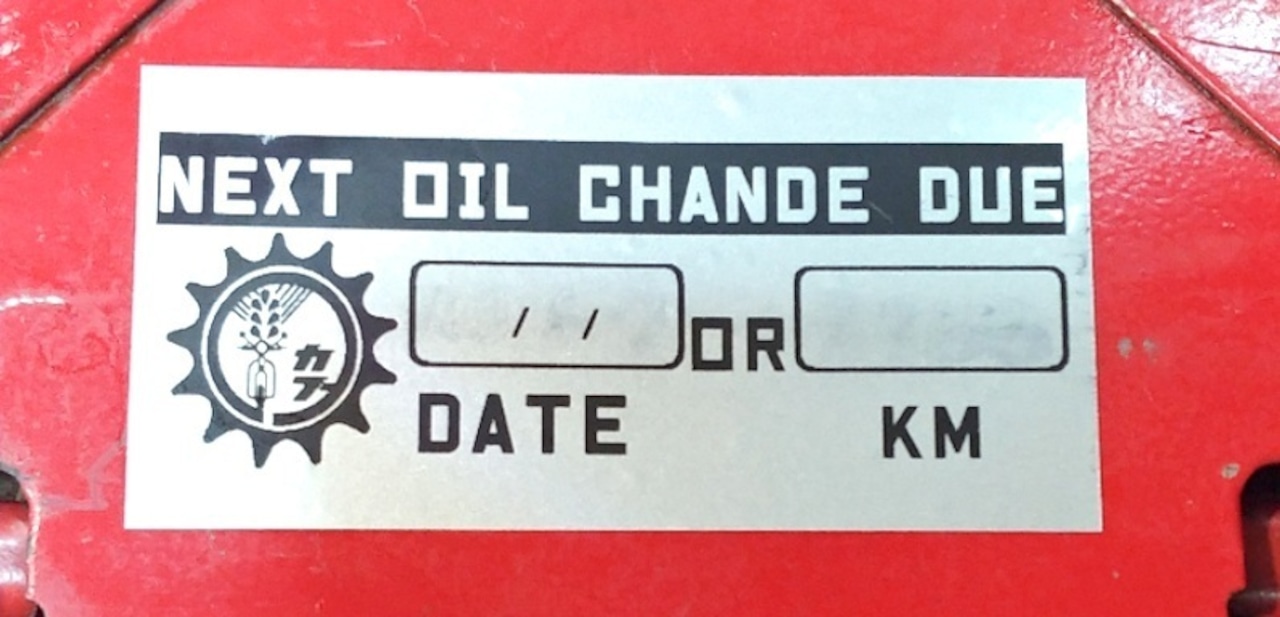 NEXT OIL CHANDE DUE
/ / OR
DATE KM
カブ